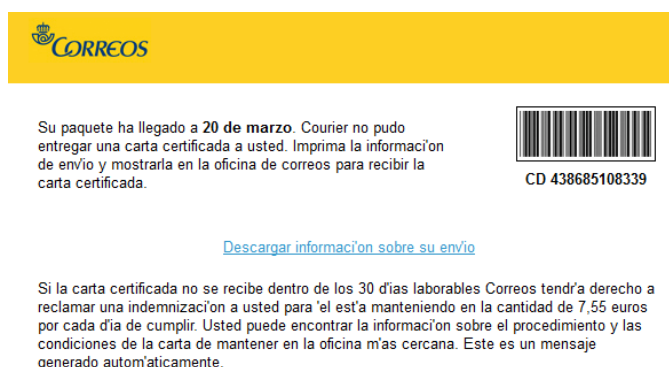 CORREOS
Su paquete ha llegado a 20 de marzo. Courier no pudo
entregar una carta certificada a usted. Imprima la informaci'on
de env'io y mostrarla en la oficina de correos para recibir la
carta certificada.
CD 438685108339
Descargar informaci'on sobre su env'io
Si la carta certificada no se recibe dentro de los 30 d'ias laborables Correos tendr'a derecho a
reclamar una indemnizaci'on a usted para 'el est'a manteniendo en la cantidad de 7,55 euros
por cada d'ia de cumplir. Usted puede encontrar la informaci'on sobre el procedimiento y las
condiciones de la carta de mantener en la oficina m'as cercana. Este es un mensaje
generado autom'aticamente.